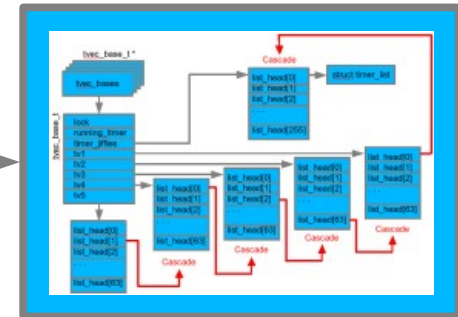 tvec_base_t *
tvec_bases
tvec_base_t
lock
running_timer
timer_jiffies
tv1
tv2
tv3
tv4
tv5
Cascade
list_head[0]
list_head[1]
list_head[2]
. . .
list_head[255]
struct timer_list
list_head[0]
list_head[1]
list_head[2]
. . .
list_head[63]
Cascade
list_head[0]
list_head[1]
list_head[2]
. . .
list_head[63]
Cascade
list_head[0]
list_head[1]
list_head[2]
. . .
list_head[63]
Cascade
list_head[0]
list_head[1]
list_head[2]
. . .
list_head[63]
Cascade
list_head[0]
list_head[1]
list_head[2]
. . .
list_head[63]